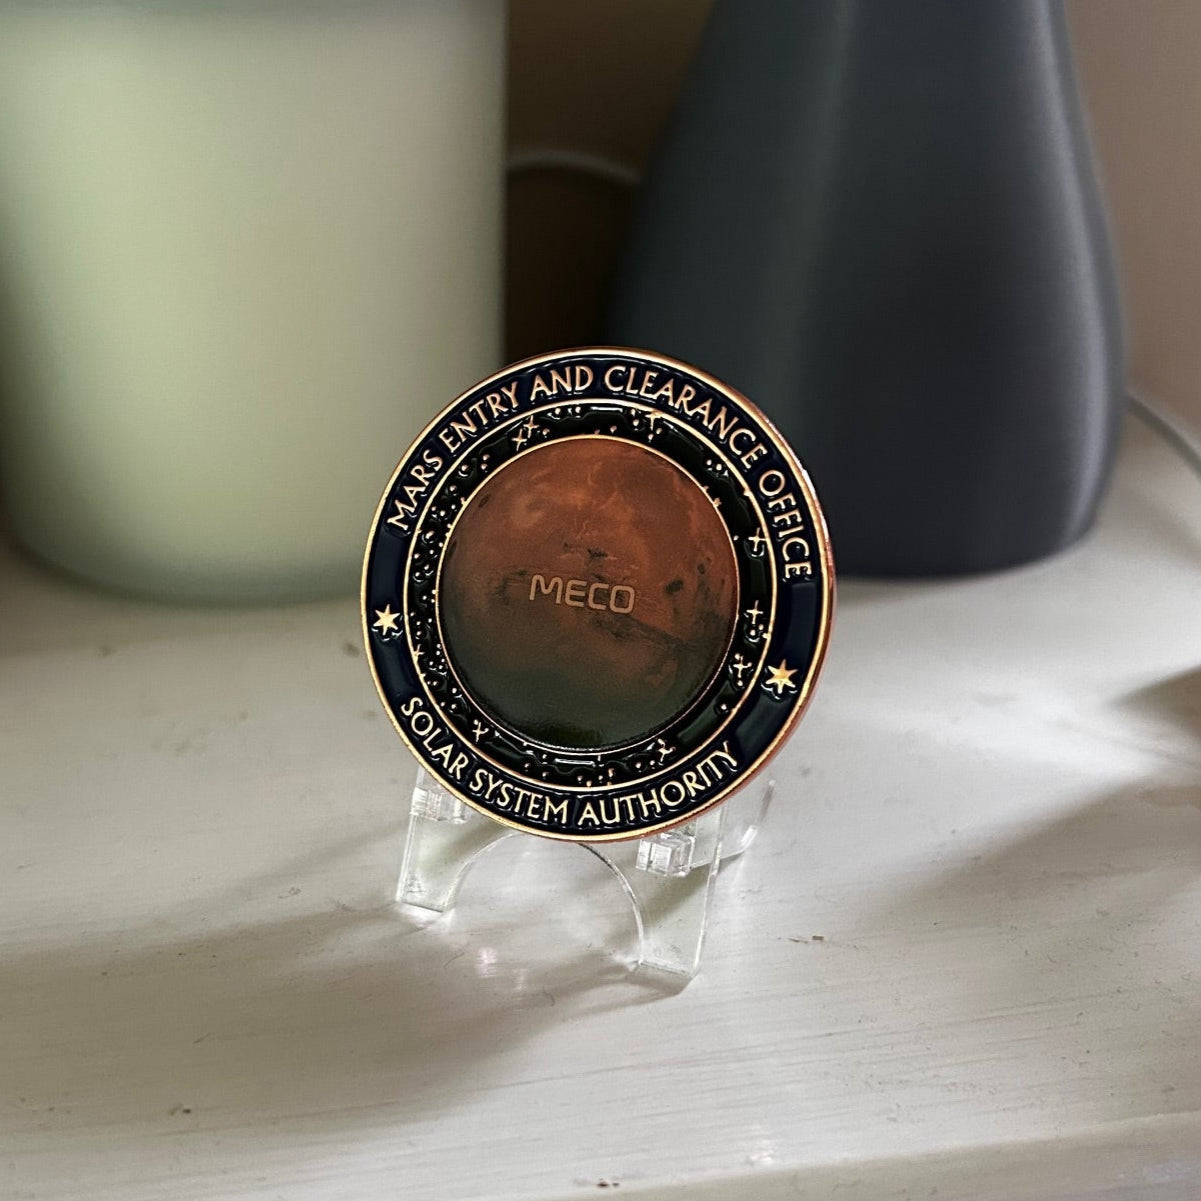 MARS ENTRY AND CLEARANCE OFFICE
MECO
SOLAR SYSTEM AUTHORITY